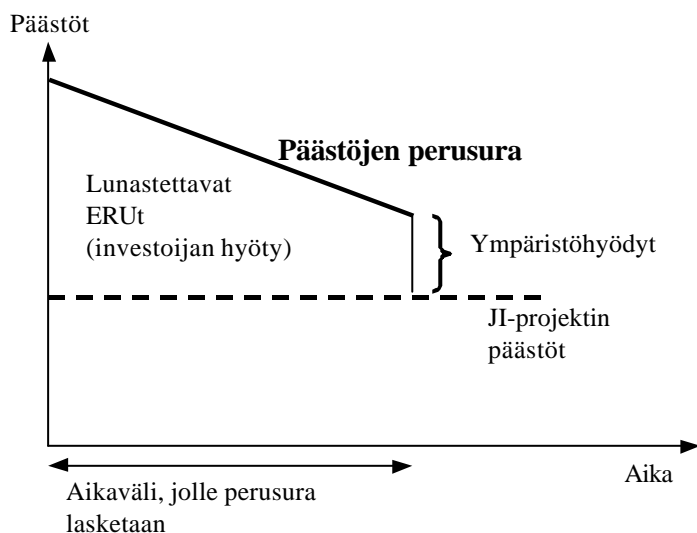 Päästöt
Päästöjen perusura
Lunastettavat
ERUt
(investoijan hyöty)
Ympäristöhyödyt
JI-projektin
päästöt
Aika
Aikaväli, jolle perusura
lasketaan